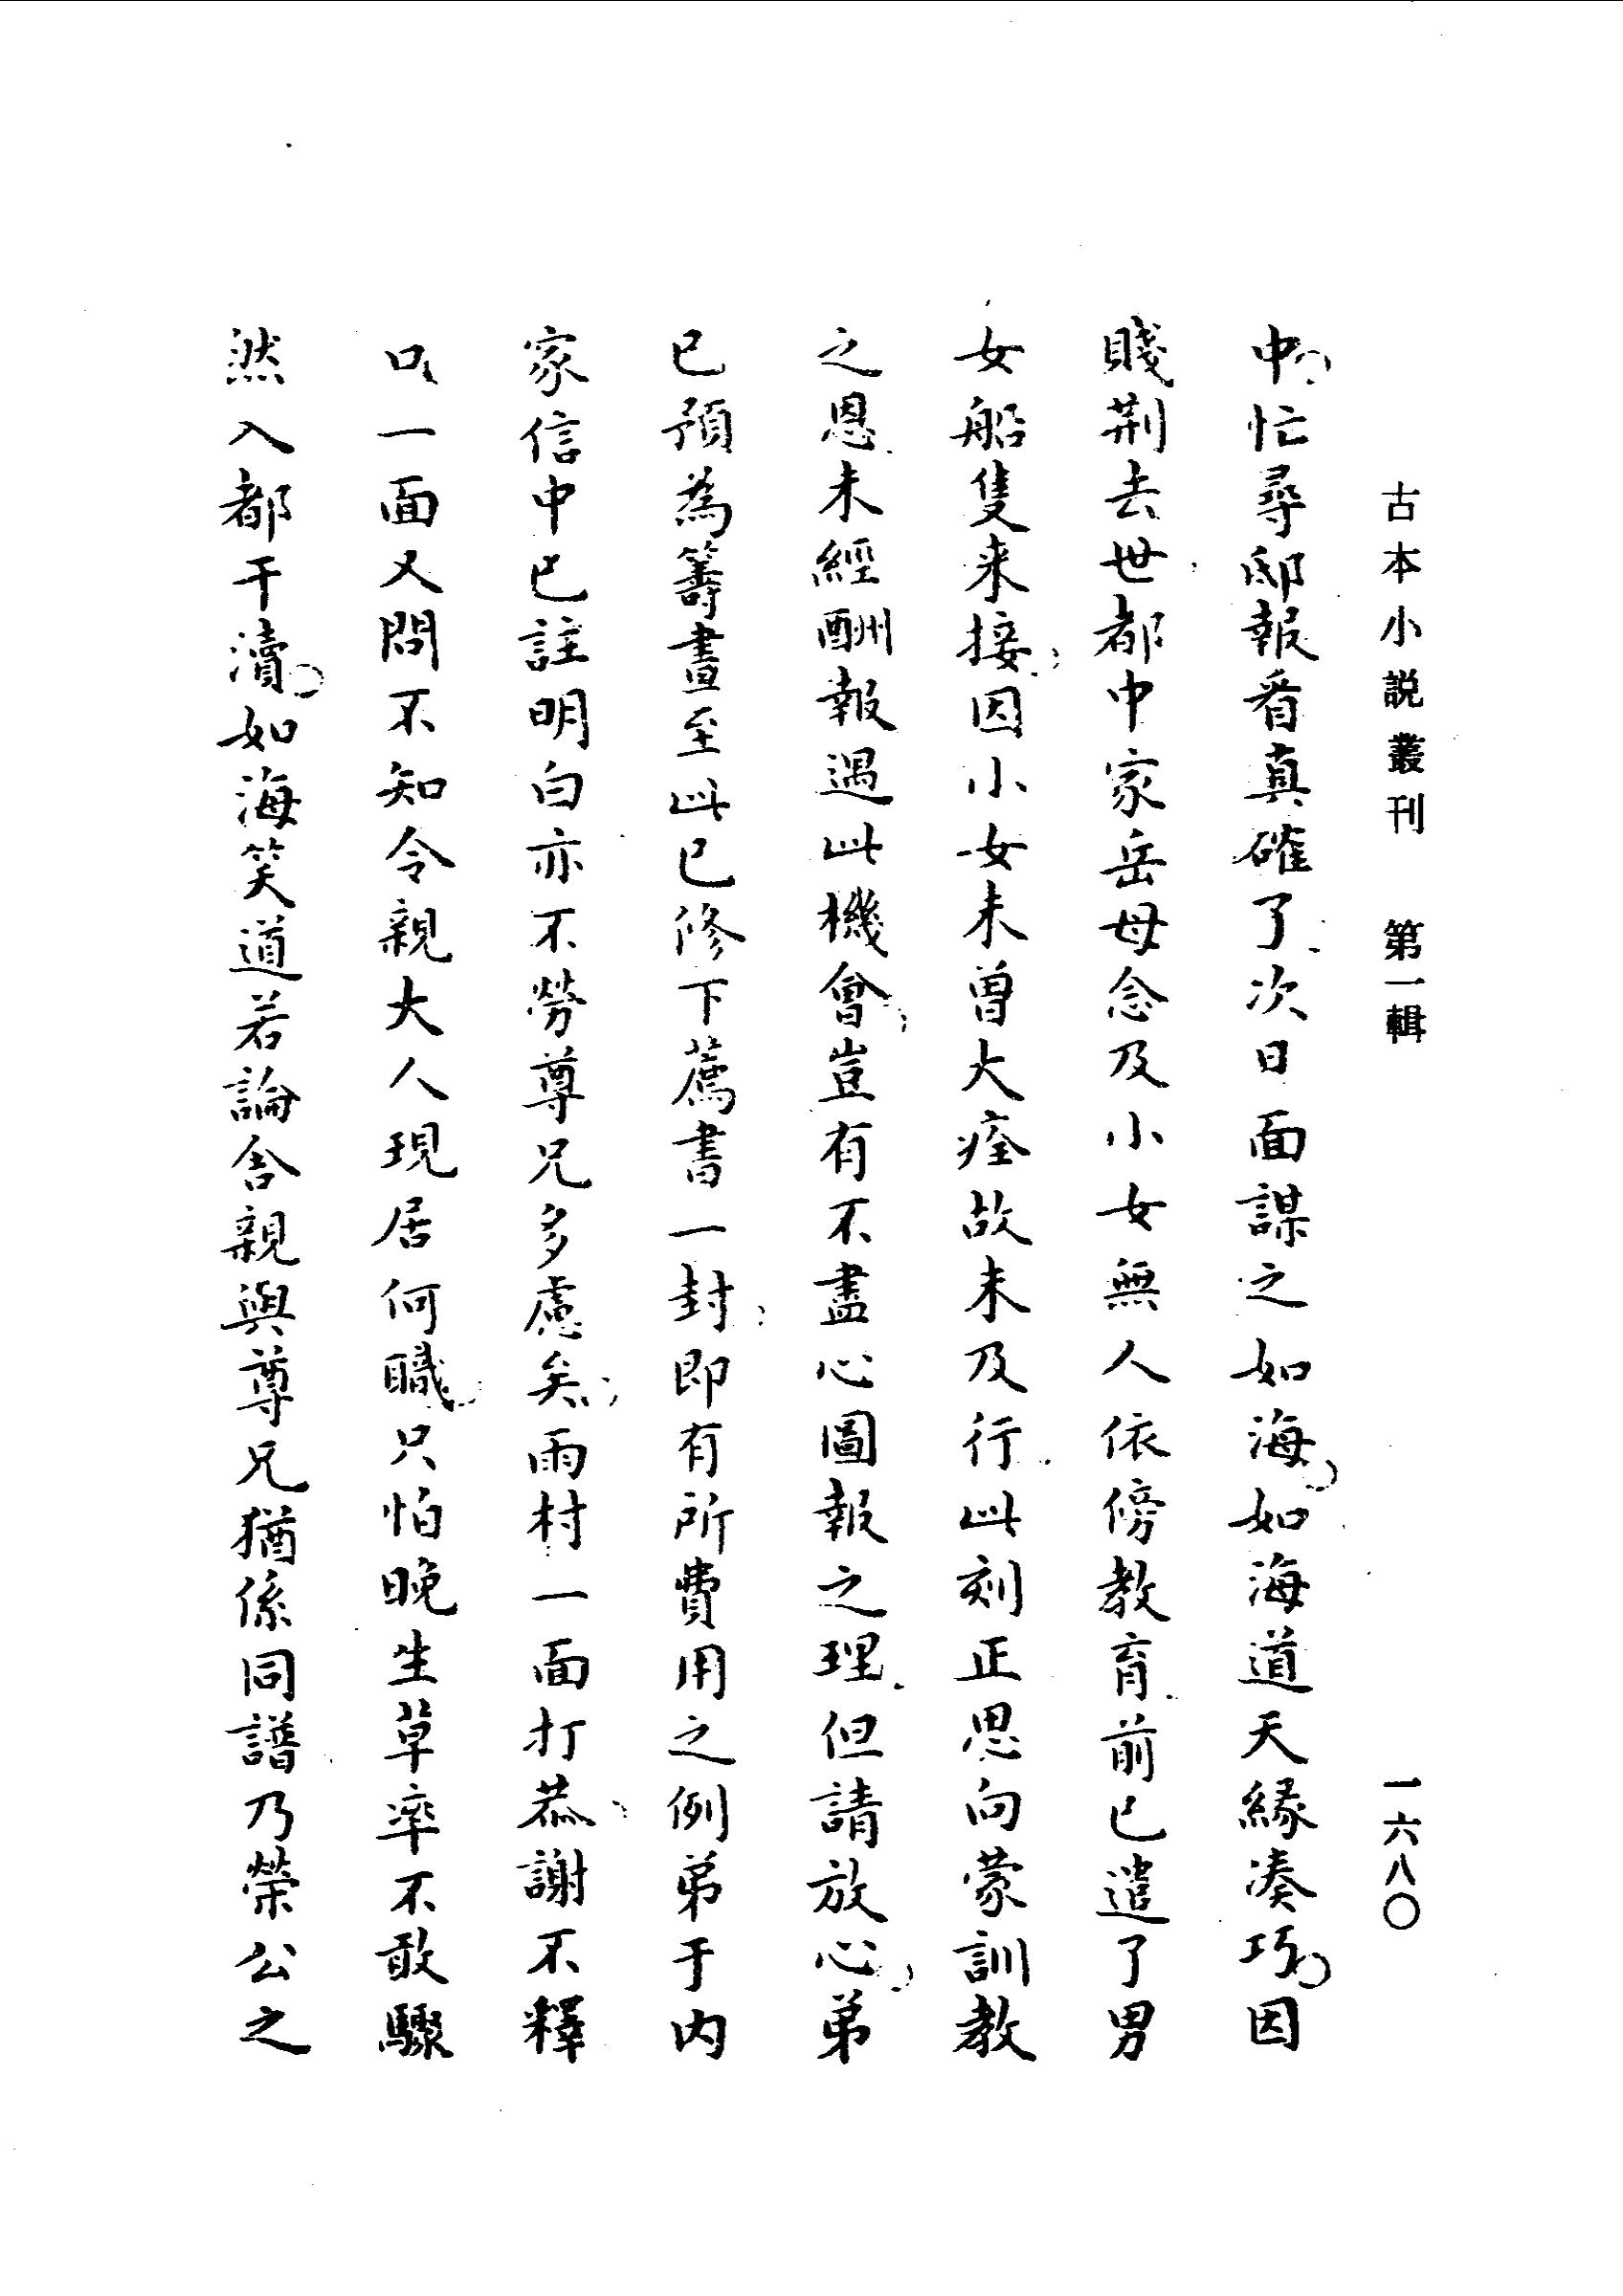 古本小説叢刊　第一輯　一六八〇
中忙尋邸報看真確了次日面謀之如海如海道天緣凑巧因
賤荆去世都中家岳母念及小女無人依傍教育前已遣了男
女船隻来接因小女未曾大痊故未及行此刻正思向蒙訓教
之恩未經酬報遇此機會豈有不盡心圖報之理但請放心弟
已預為籌畫至此已修下薦書一封即有所費用之例弟于内
家信中已註明白亦不勞尊兄多慮矣雨村一面打恭謝不釋
口一面又問不知令親大人現居何職只怕晚生草率不敢驟
然入都干瀆如海笑道若論舍親與尊兄猶係同譜乃榮公之